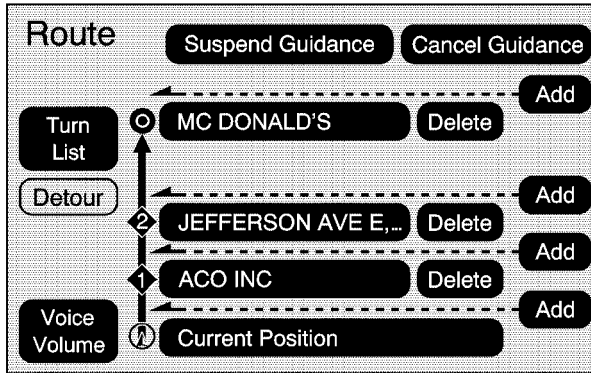 Route
Suspend Guidance
Cancel Guidance
Add
Turn
List
MC DONALD'S
Delete
Detour
Add
2
JEFFERSON AVE E,...
Delete
Add
1
ACO INC
Delete
Add
Voice
Volume
Current Position